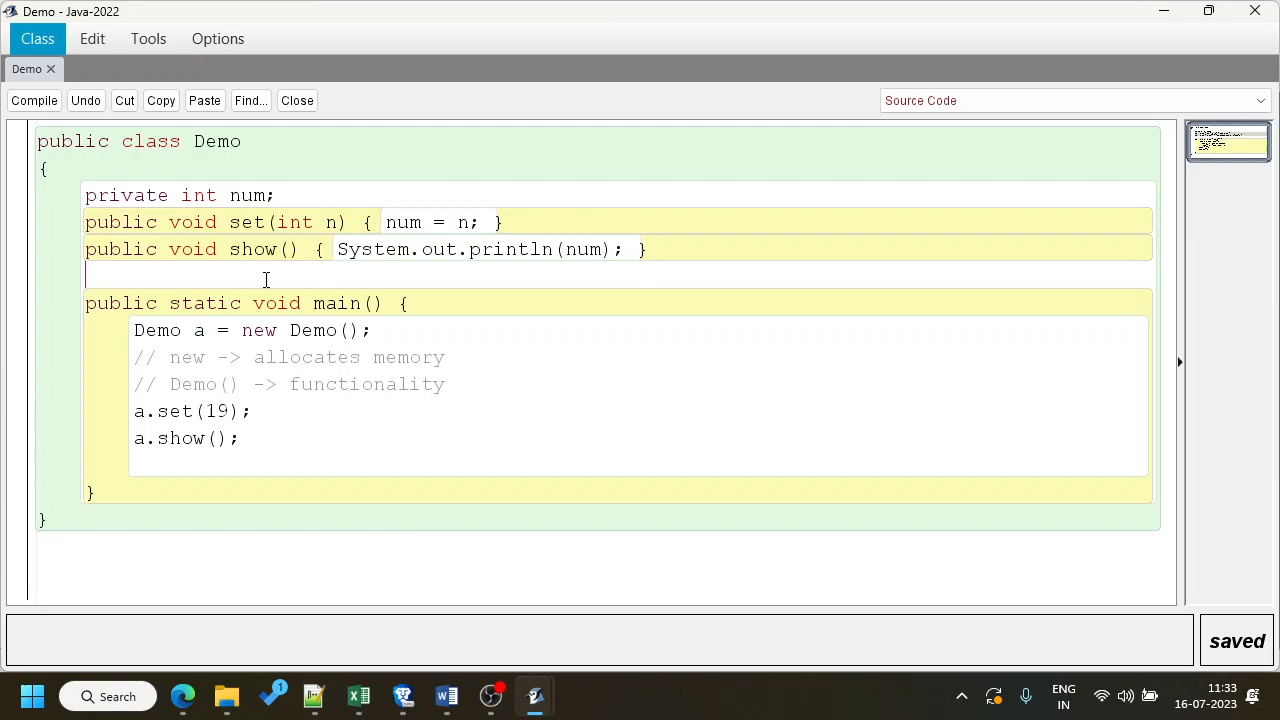 Demo - Java-2022
Class Edit Tools Options
Demo
Compile Undo Cut Copy Paste Find... Close Source Code
public class Demo
{
private int num;
public void set(int n) { num = n; }
public void show() { System.out.println(num); }
public static void main() {
Demo a = new Demo();
// new -> allocates memory
// Demo() -> functionality
a.set(19);
a.show();
}
}
saved
Search
1
ENG
IN
11:33
16-07-2023